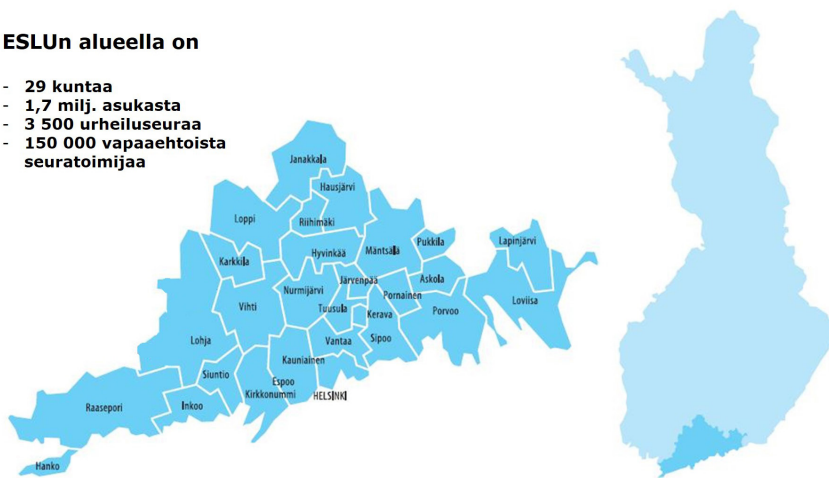 ESLUn alueella on
- 29 kuntaa
- 1,7 milj. asukasta
- 3 500 urheiluseuraa
- 150 000 vapaaehtoista
seuratoimijaa
Janakkala
Hausjärvi
Loppi
Riihimäki
Pukkila
Lapinjärvi
Hyvinkää
Mäntsälä
Karkkila
Järvenpää
Askola
Nurmijärvi
Pornainen
Loviisa
Vihti
Tuusula
Kerava
Porvoo
Lohja
Vantaa
Sipoo
Kauniainen
Siuntio
Espoo
Kirkkonummi
HELSINKI
Raasepori
Inkoo
Hanko